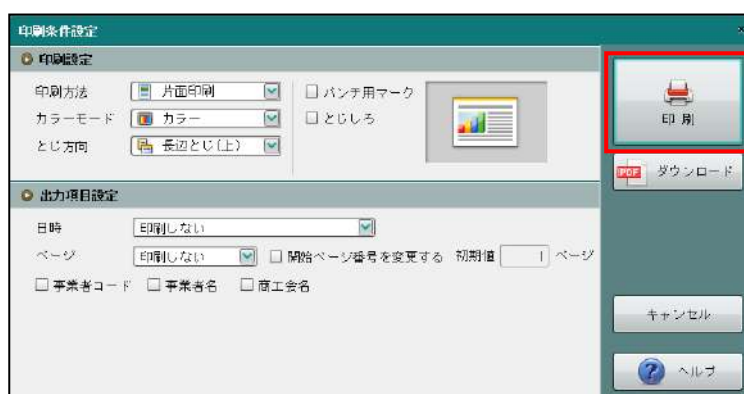 印刷条件設定
印刷設定
印刷方法 片面印刷 パンチ用マーク
カラーモード カラー とじしろ
とじ方向 長辺とじ(上)
印 刷
PDF ダウンロード
出力項目設定
日時 印刷しない
ページ 印刷しない 開始ページ番号を変更する 初期値 1 ページ
事業者コード 事業者名 商工会名
キャンセル
? ヘルプ